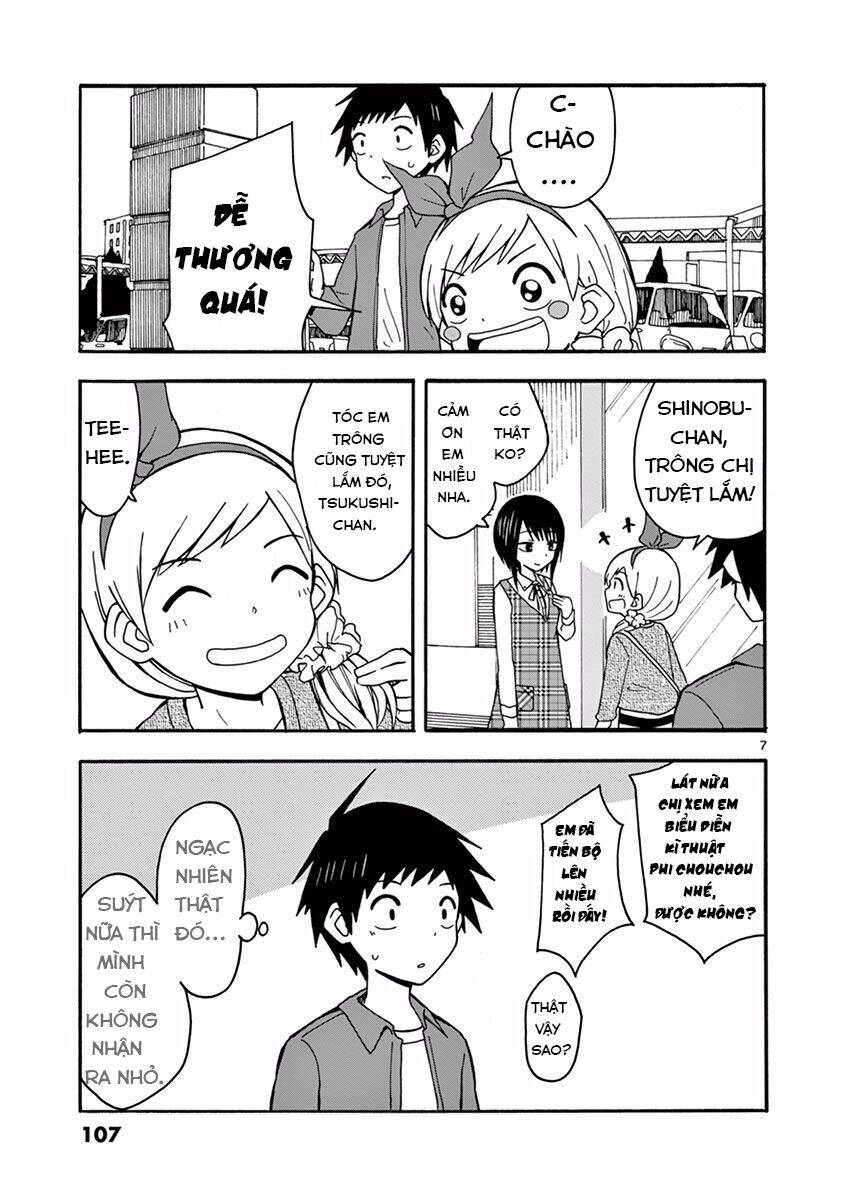 C-
CHÀO
....
DỄ
THƯƠNG
QUÁ!
SHINOBU-
CHAN,
TRÔNG CHỊ
TUYỆT LẮM!
CÓ
THẬT
KO?
CẢM
ƠN
EM
NHIỀU
NHA.
TÓC EM
TRÔNG
CŨNG TUYỆT
LẮM ĐÓ,
TSUKUSHI-
CHAN.
TEE-
HEE.
7
LÁT NỮA
CHỊ XEM EM
BIỂU DIỄN
KĨ THUẬT
PHI CHOUCHOU
NHÉ,
ĐƯỢC KHÔNG?
EM ĐÃ
TIẾN BỘ
LÊN
NHIỀU
RỒI ĐẤY!
THẬT
VẬY
SAO?
NGẠC
NHIÊN
THẬT
ĐÓ...
SUÝT
NỮA THÌ
MÌNH
CÒN
KHÔNG
NHẬN
RA NHỎ.
107